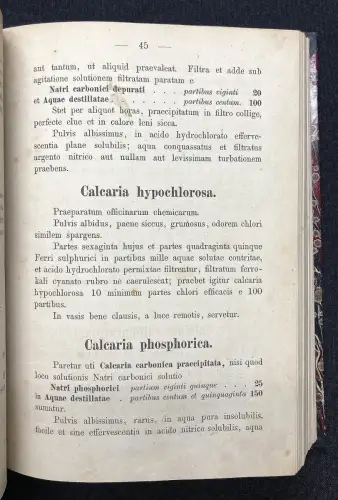 — 45 —
aut tantum, ut aliquid praevaleat. Filtra et adde sub
agitatione solutionem filtratam paratam e
Natri carbonici depurati . . . partibus viginti 20
et Aquae destillatae . . . . . . . partibus centum. 100
Stet per aliquot horas, praecipitatum in filtro collige,
perfecte elue et in calore leni sicca.
Pulvis albissimus, in acido hydrochlorato efferve-
scentia plane solubilis; aqua conquassatus et filtratus
argento nitrico aut nullam aut levissimam turbationem
praebens.
Calcaria hypochlorosa.
Praeparatum officinarum chemicarum.
Pulvis albidus, paene siccus, grumosus, odorem chlori
similem spargens.
Partes sexaginta hujus et partes quadraginta quinque
Ferri sulphurici in partibus mille aquae solutae contritae,
et acido hydrochlorato permixtae filtrentur, filtratum ferro-
kali cyanato rubro ne caerulescat; praebet igitur calcaria
hypochlorosa 10 minimum partes chlori efficacis e 100
partibus.
In vasis bene clausis, a luce remotis, servetur.
Calcaria phosphorica.
Paretur uti Calcaria carbonica praecipitata, nisi quod
loco solutionis Natri carbonici solutio
Natri phosphorici partium viginti quinque . . . 25
in Aquae destillatae . partibus centum et quinquaginta 150
sumatur.
Pulvis albissimus, rarus, in aqua pura insolubilis,
facile et sine effervescentia in acido nitrico solubilis, aqua